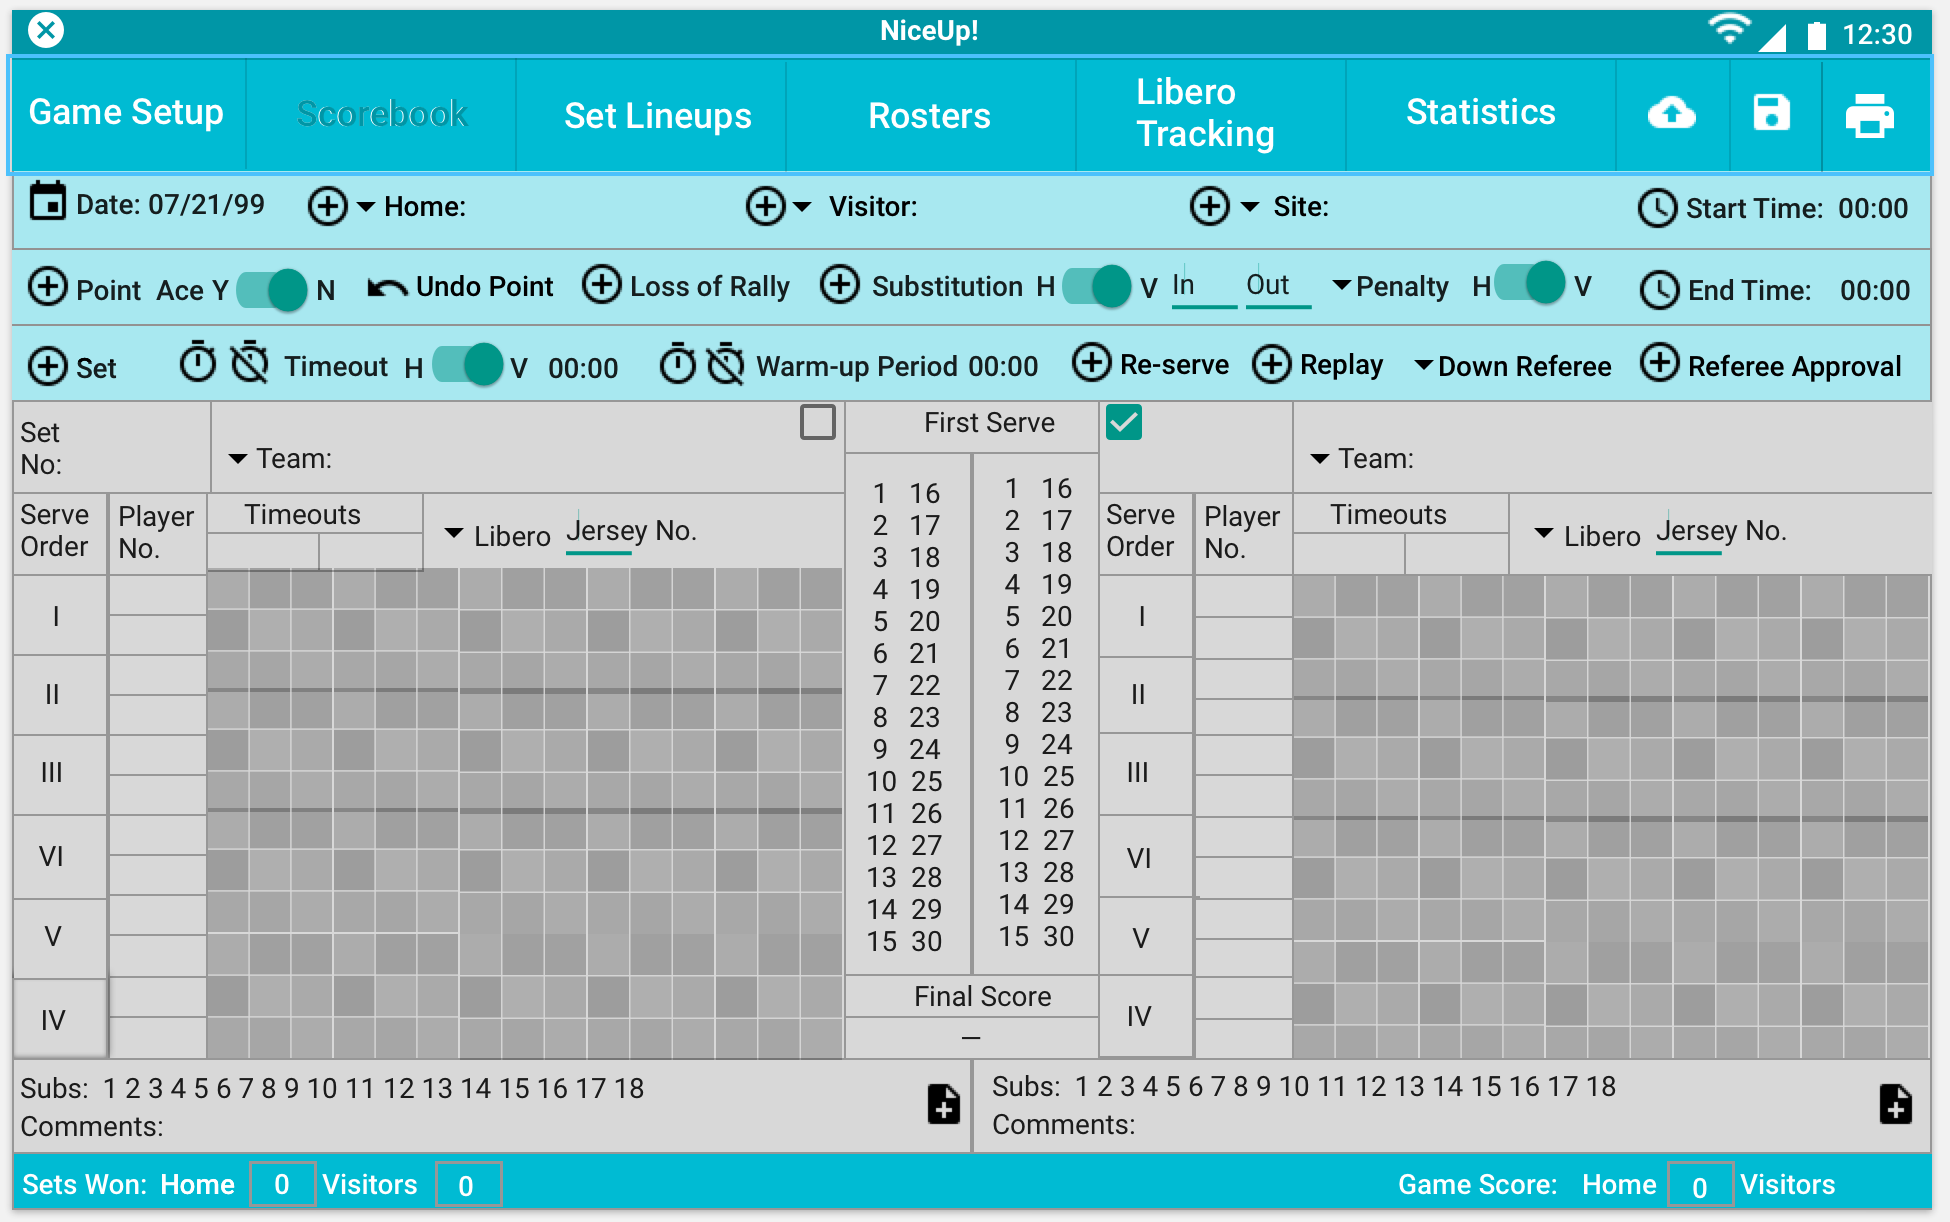 NiceUp!
12:30
Game Setup
Scorebook
Set Lineups
Rosters
Libero
Tracking
Statistics
Date: 07/21/99
Home:
Visitor:
Site:
Start Time: 00:00
Point Ace Y N
Undo Point
Loss of Rally
Substitution H V In Out
Penalty H V
End Time: 00:00
Set
Timeout H V 00:00
Warm-up Period 00:00
Re-serve
Replay
Down Referee
Referee Approval
Set
No:
Team:
First Serve
Team:
Serve
Order
Player
No.
Timeouts
Libero Jersey No.
I
II
III
VI
V
IV
1 16
2 17
3 18
4 19
5 20
6 21
7 22
8 23
9 24
10 25
11 26
12 27
13 28
14 29
15 30
1 16
2 17
3 18
4 19
5 20
6 21
7 22
8 23
9 24
10 25
11 26
12 27
13 28
14 29
15 30
Final Score
–
Serve
Order
Player
No.
Timeouts
Libero Jersey No.
I
II
III
VI
V
IV
Subs: 1 2 3 4 5 6 7 8 9 10 11 12 13 14 15 16 17 18
Comments:
Subs: 1 2 3 4 5 6 7 8 9 10 11 12 13 14 15 16 17 18
Comments:
Sets Won: Home 0 Visitors 0
Game Score: Home 0 Visitors